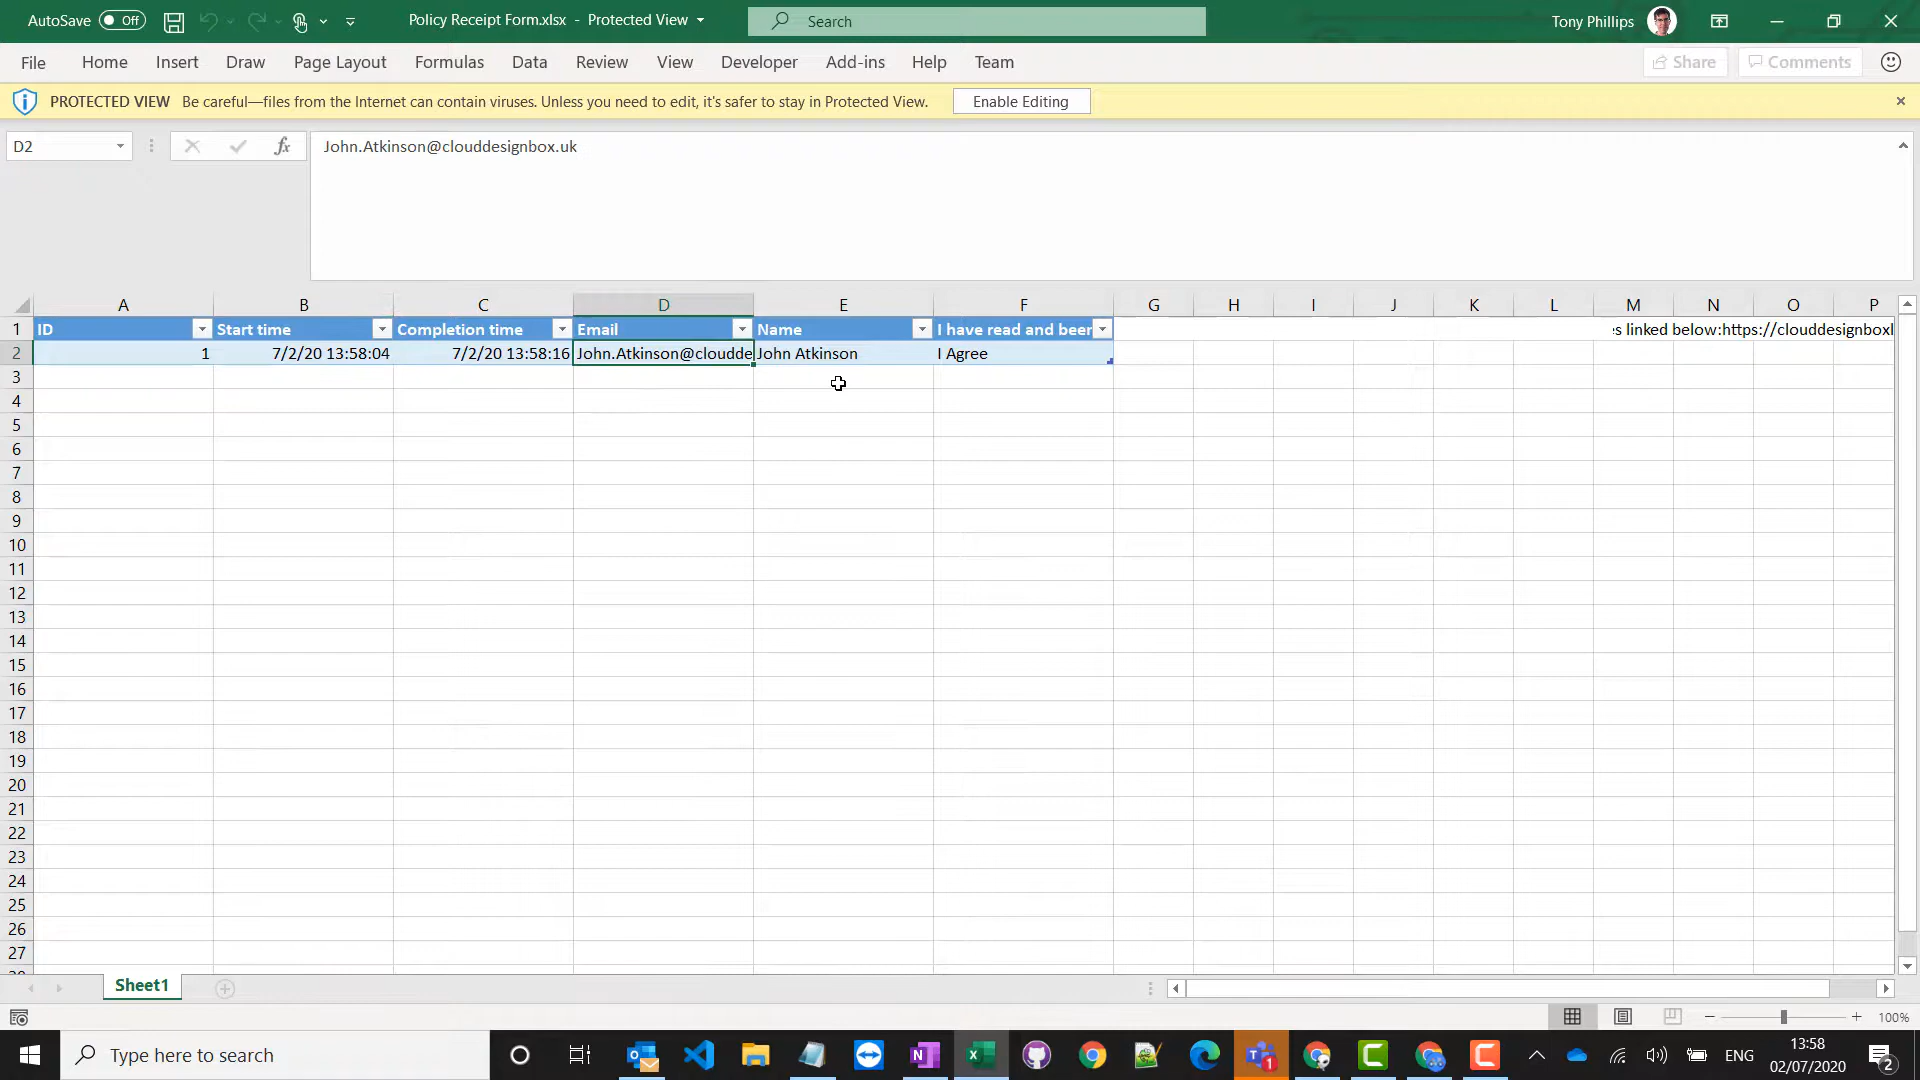 AutoSave Off
Policy Receipt Form.xlsx - Protected View
Search
Tony Phillips
File Home Insert Draw Page Layout Formulas Data Review View Developer Add-ins Help Team
Share
Comments
PROTECTED VIEW Be careful—files from the Internet can contain viruses. Unless you need to edit, it's safer to stay in Protected View.
Enable Editing
D2
fx
John.Atkinson@clouddesignbox.uk
A B C D E F G H I J K L M N O P
1 ID Start time Completion time Email Name I have read and beer s linked below:https://clouddesignboxl
2 1 7/2/20 13:58:04 7/2/20 13:58:16 John.Atkinson@cloudde John Atkinson I Agree
3
4
5
6
7
8
9
10
11
12
13
14
15
16
17
18
19
20
21
22
23
24
25
26
27
Sheet1
100%
Type here to search
1
ENG
13:58
02/07/2020
2